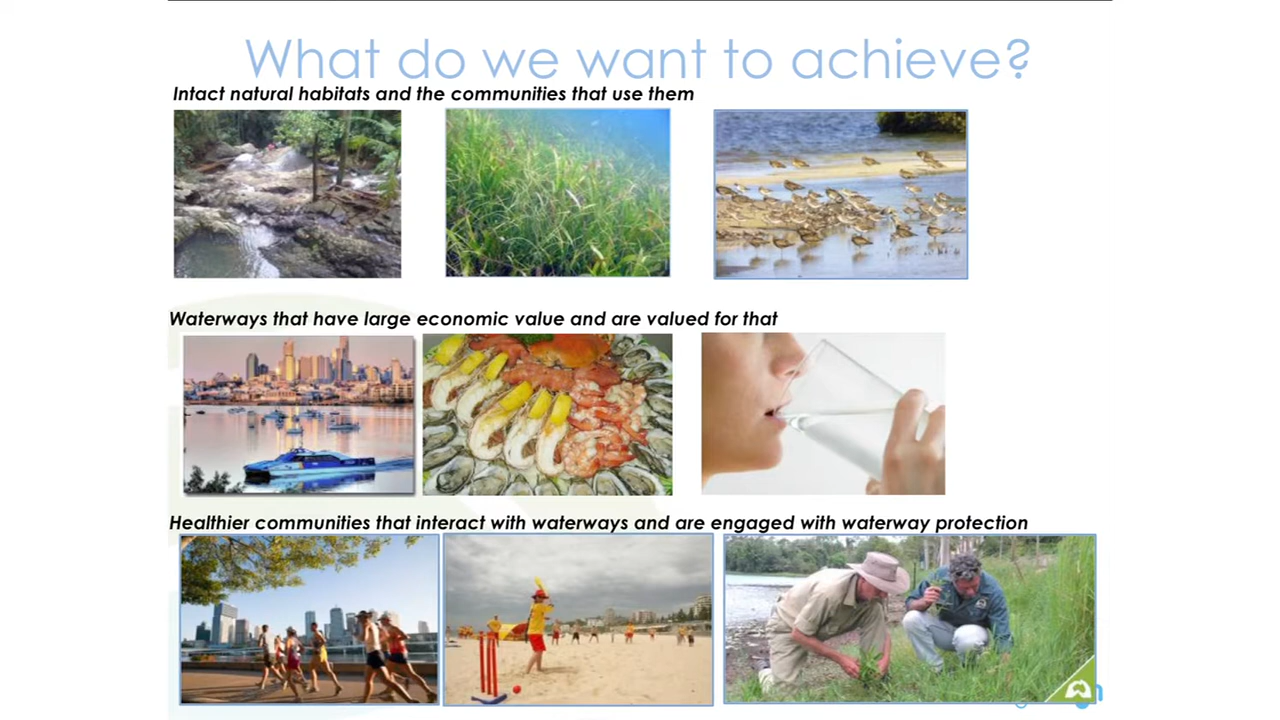 What do we want to achieve?
Intact natural habitats and the communities that use them
Waterways that have large economic value and are valued for that
Healthier communities that interact with waterways and are engaged with waterway protection